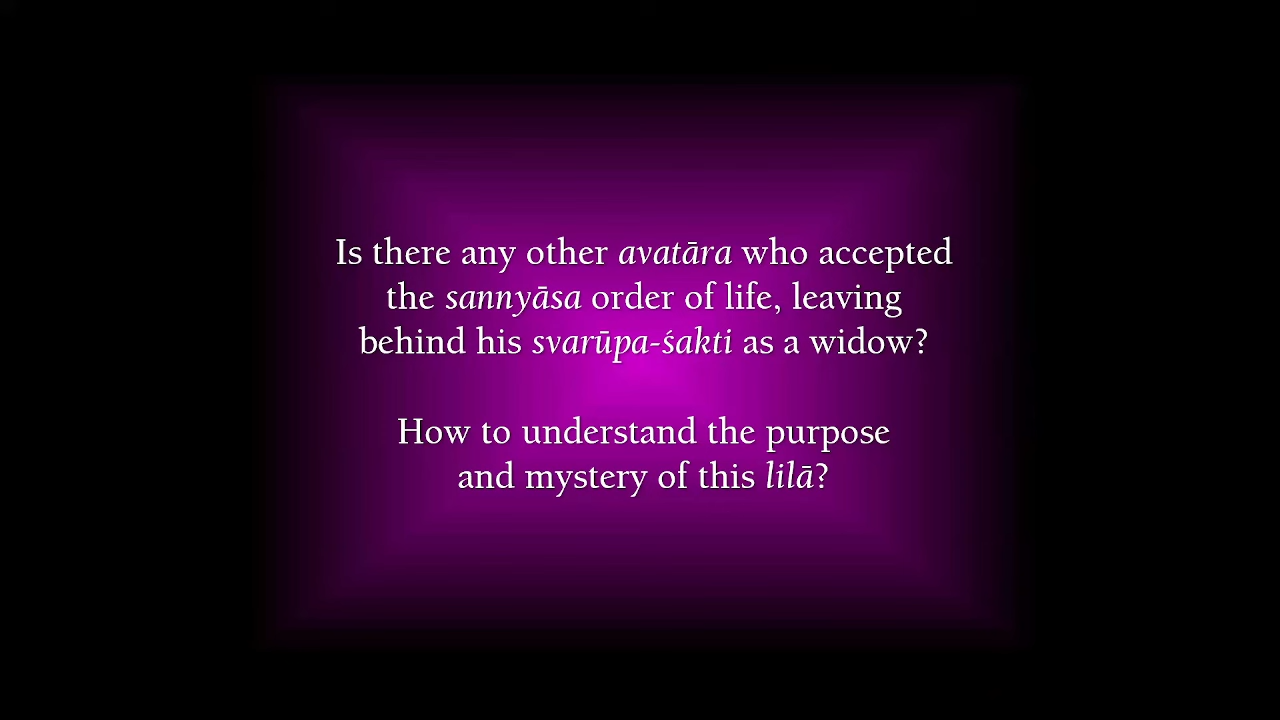 Is there any other avatāra who accepted
the sannyāsa order of life, leaving
behind his svarūpa-śakti as a widow?
How to understand the purpose
and mystery of this lilā?